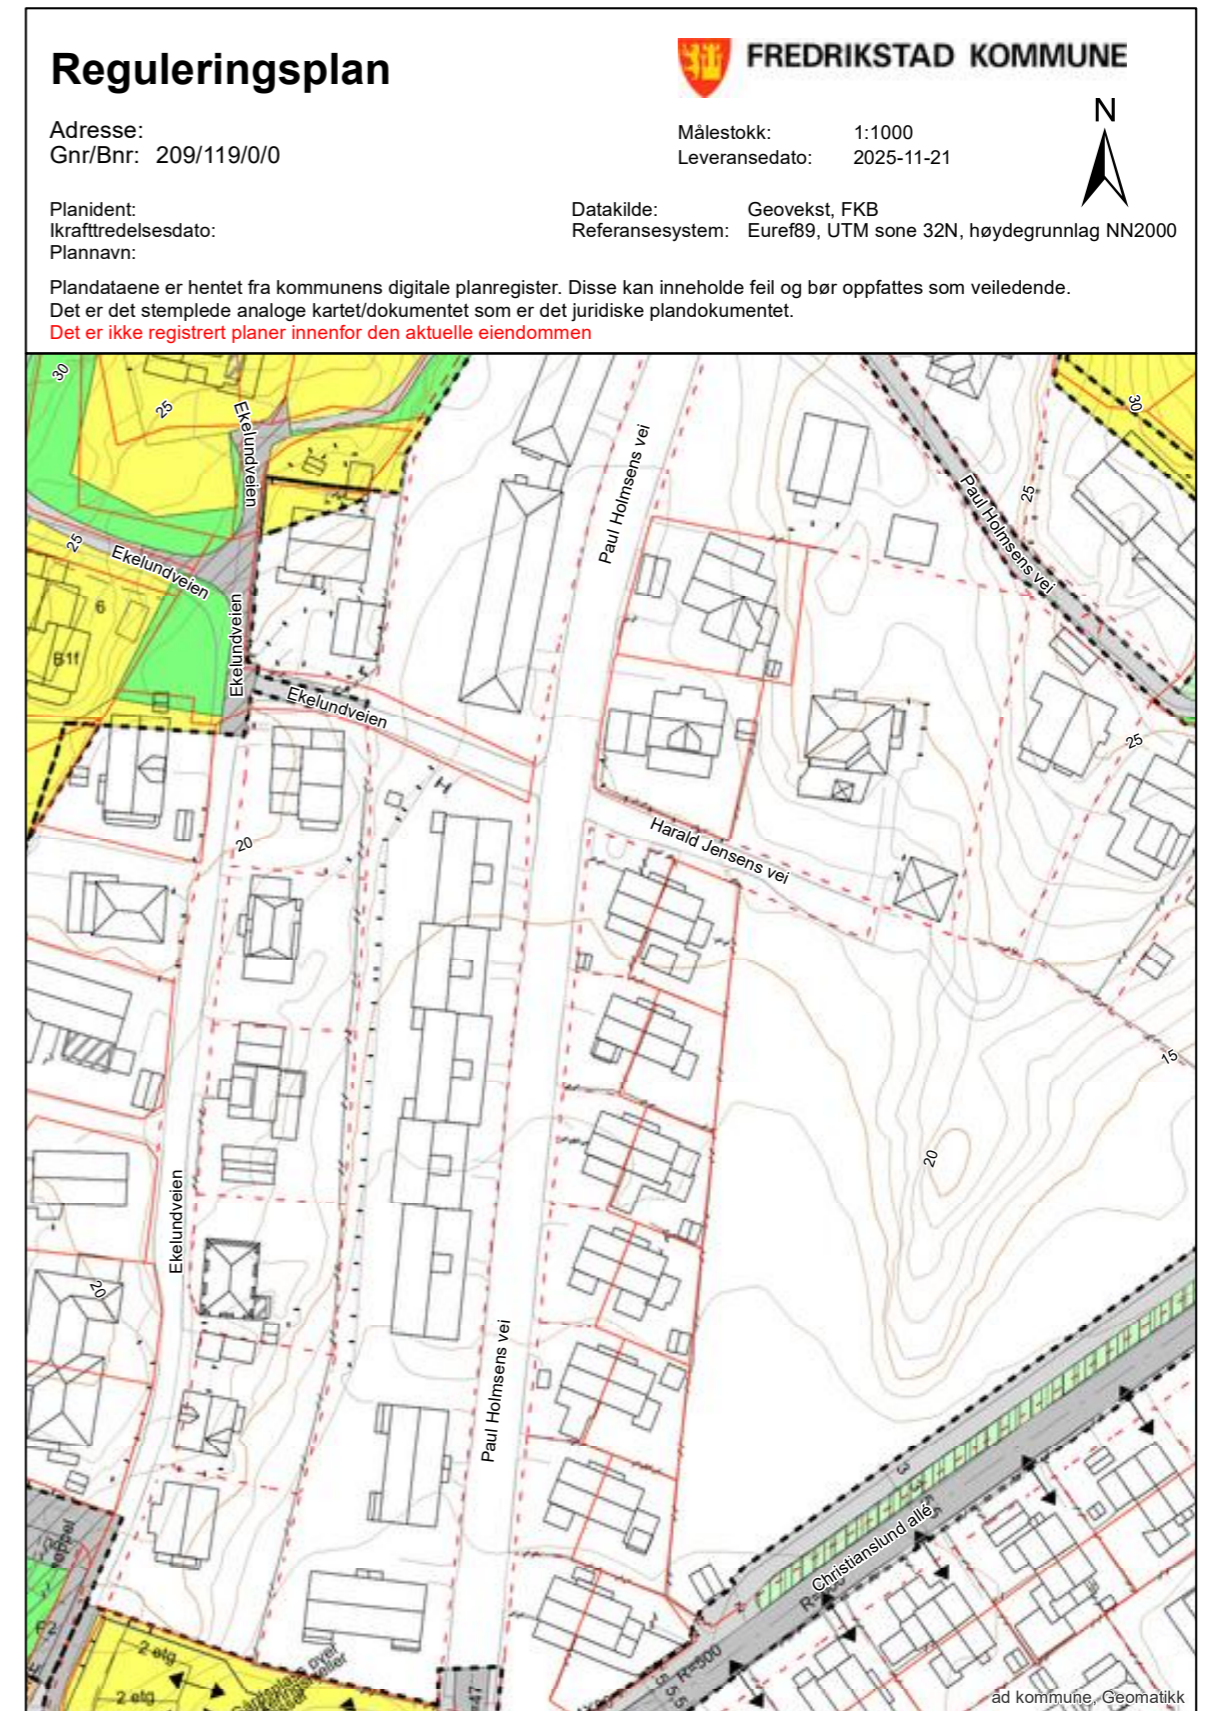 Reguleringsplan
FREDRIKSTAD KOMMUNE
N
Adresse:
Gnr/Bnr: 209/119/0/0
Målestokk: 1:1000
Leveransedato: 2025-11-21
Planident:
Ikrafttredelsesdato:
Plannavn:
Datakilde: Geovekst, FKB
Referansesystem: Euref89, UTM sone 32N, høydegrunnlag NN2000
Plandataene er hentet fra kommunens digitale planregister. Disse kan inneholde feil og bør oppfattes som veiledende.
Det er det stemplede analoge kartet/dokumentet som er det juridiske plandokumentet.
Det er ikke registrert planer innenfor den aktuelle eiendommen
30
25
Ekelundveien
Paul Holmsens vei
30
25
Paul Holmsens vei
25
Ekelundveien
6
B1f
Ekelundveien
Ekelundveien
25
20
Harald Jensens vei
15
20
Ekelundveien
20
Paul Holmsens vei
3
Christianslund allé
F2
2 etg
2 etg
R=500
47
ad kommune, Geomatikk